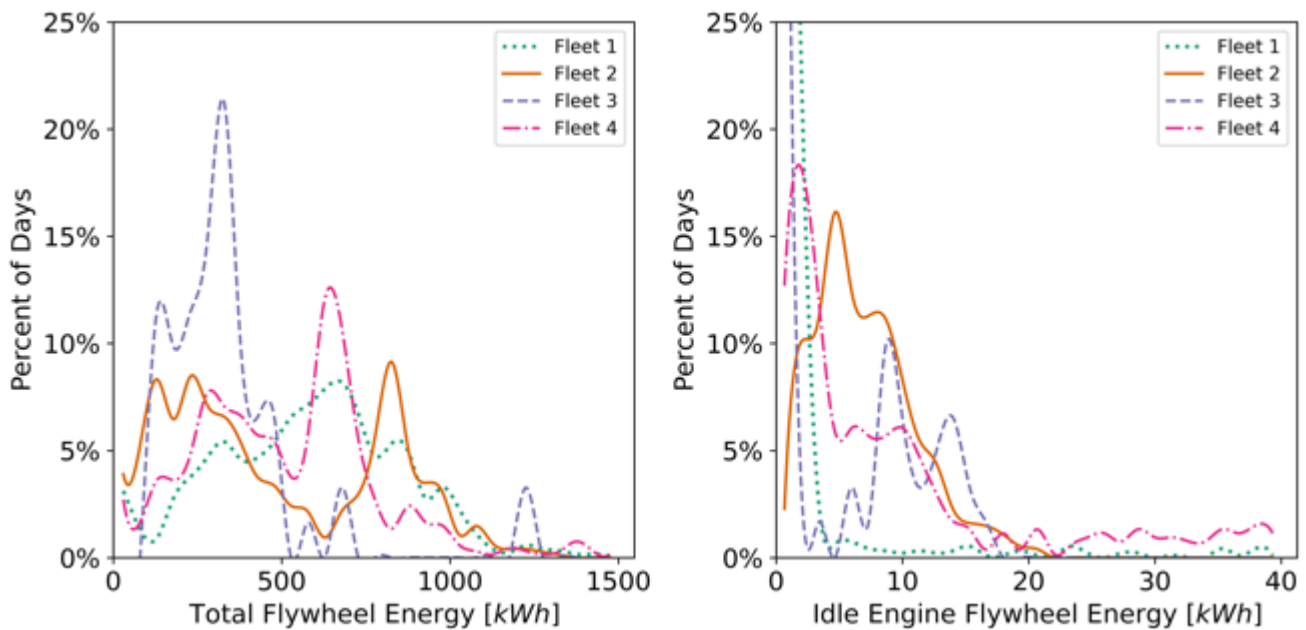 25%
20%
15%
10%
5%
0%
Percent of Days
0 500 1000 1500
Total Flywheel Energy [kWh]
Fleet 1
Fleet 2
Fleet 3
Fleet 4
25%
20%
15%
10%
5%
0%
Percent of Days
0 10 20 30 40
Idle Engine Flywheel Energy [kWh]
Fleet 1
Fleet 2
Fleet 3
Fleet 4